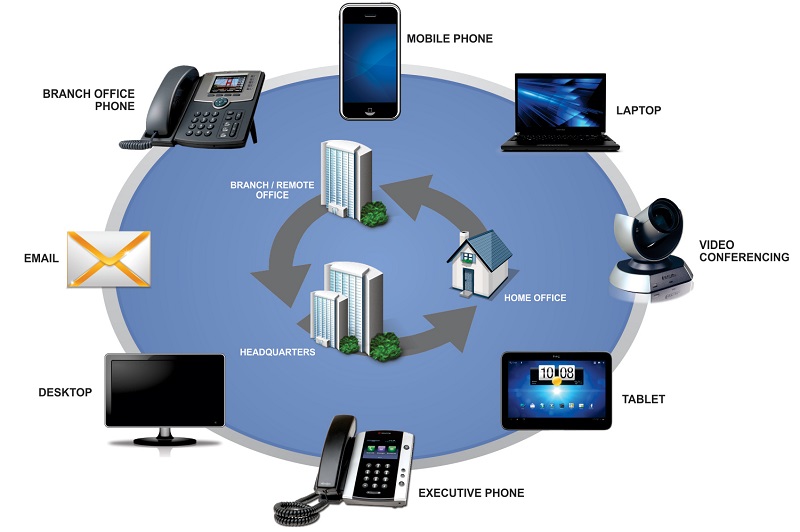 MOBILE PHONE
BRANCH OFFICE
PHONE
LAPTOP
BRANCH / REMOTE
OFFICE
VIDEO
CONFERENCING
EMAIL
HOME OFFICE
HEADQUARTERS
10 08
DESKTOP
TABLET
EXECUTIVE PHONE